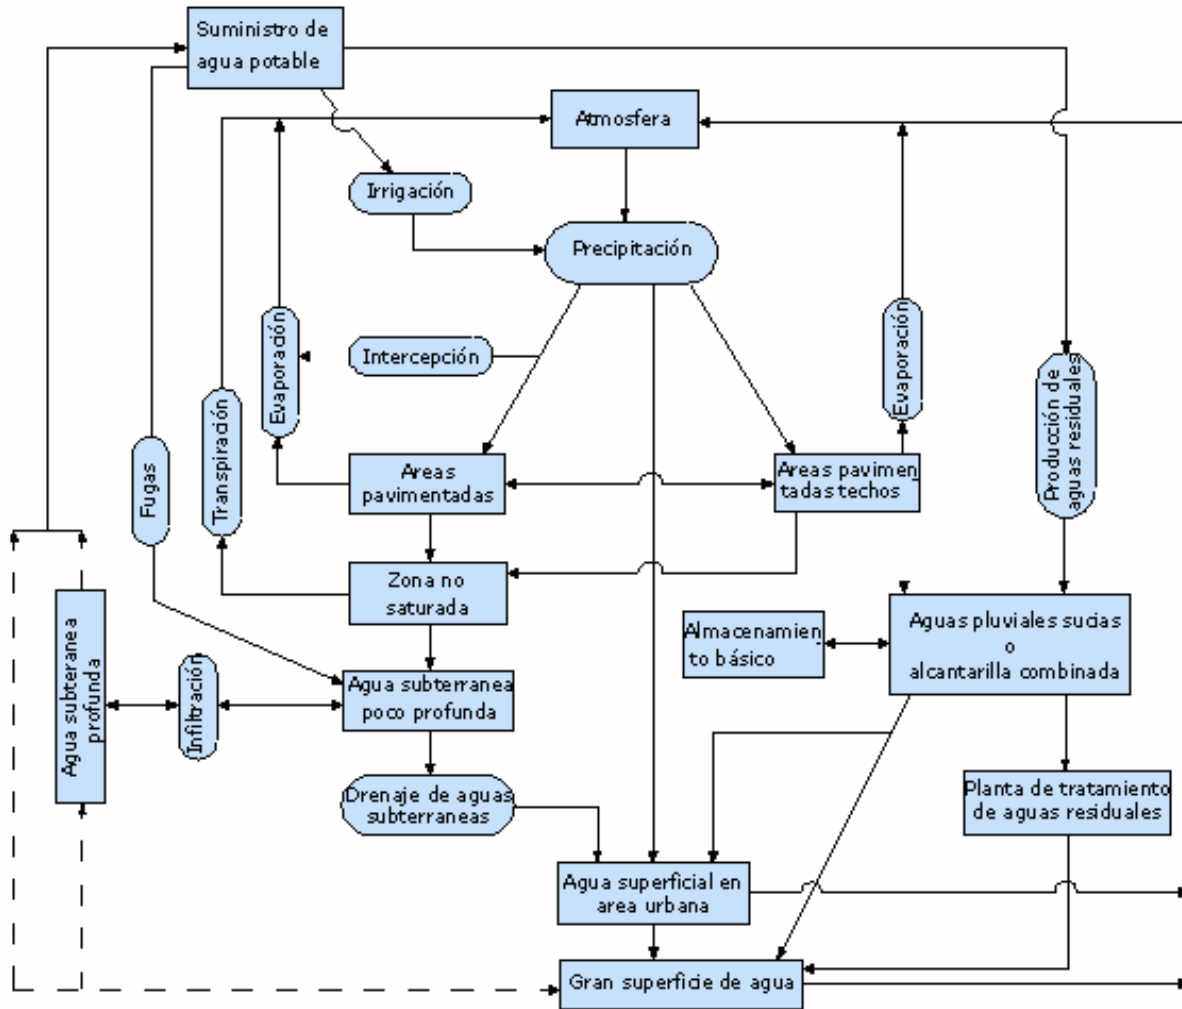 Suministro de
agua potable
Atmosfera
Irrigación
Precipitación
Intercepción
Evaporación
Evaporación
Transpiración
Fugas
Producción de
aguas residuales
Areas
pavimentadas
Areas pavimen
tadas techos
Zona no
saturada
Almacenamien
to básico
Aguas pluviales sucias
o
alcantarilla combinada
Agua subteranea
profunda
Infiltración
Agua subterranea
poco profunda
Drenaje de aguas
subterraneas
Planta de tratamiento
de aguas residuales
Agua superficial en
area urbana
Gran superficie de agua